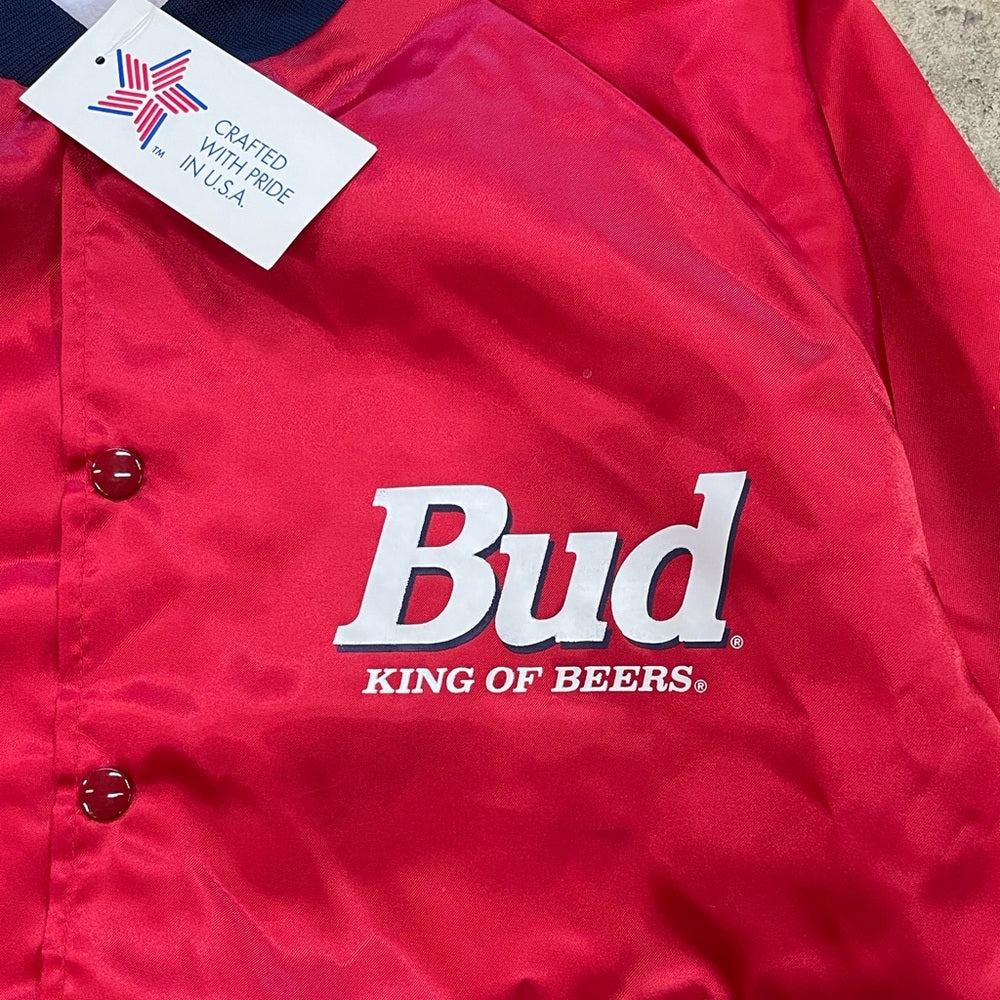 ™
CRAFTED
WITH PRIDE
IN U.S.A.
Bud®
KING OF BEERS®